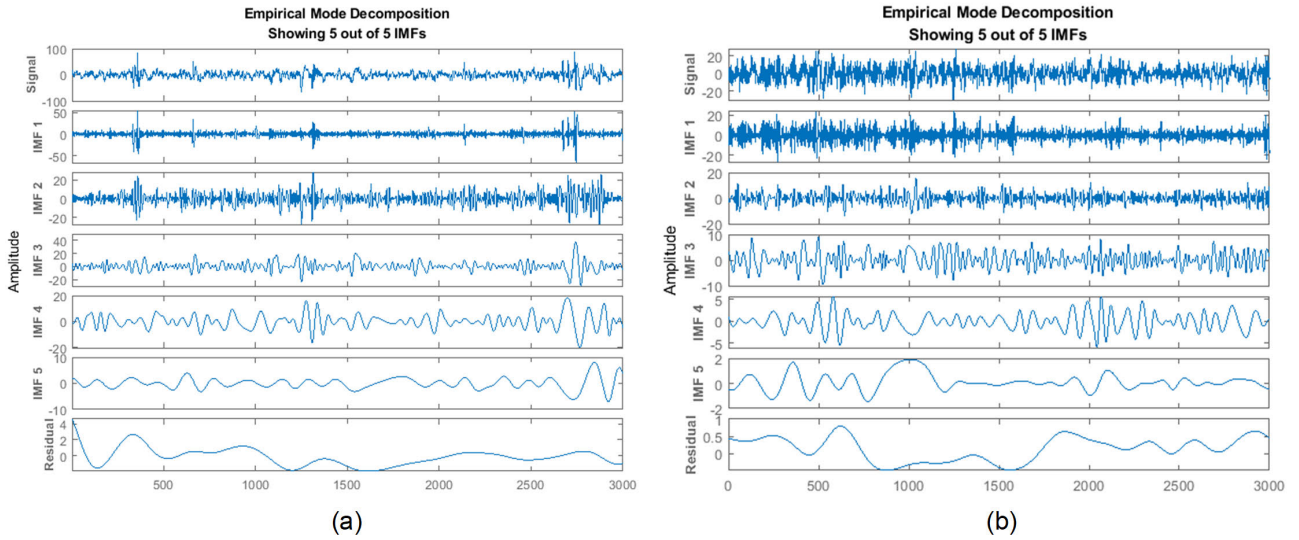 Empirical Mode Decomposition
Showing 5 out of 5 IMFs
Amplitude
Signal
100
0
-100
IMF 1
50
0
-50
IMF 2
20
0
-20
IMF 3
40
20
0
-20
IMF 4
20
0
-20
IMF 5
10
0
-10
Residual
4
2
0
500
1000
1500
2000
2500
3000
(a)
Empirical Mode Decomposition
Showing 5 out of 5 IMFs
Amplitude
Signal
20
0
-20
IMF 1
20
0
-20
IMF 2
20
0
-20
IMF 3
10
0
-10
IMF 4
5
0
-5
IMF 5
2
0
-2
Residual
1
0.5
0
0
500
1000
1500
2000
2500
3000
(b)